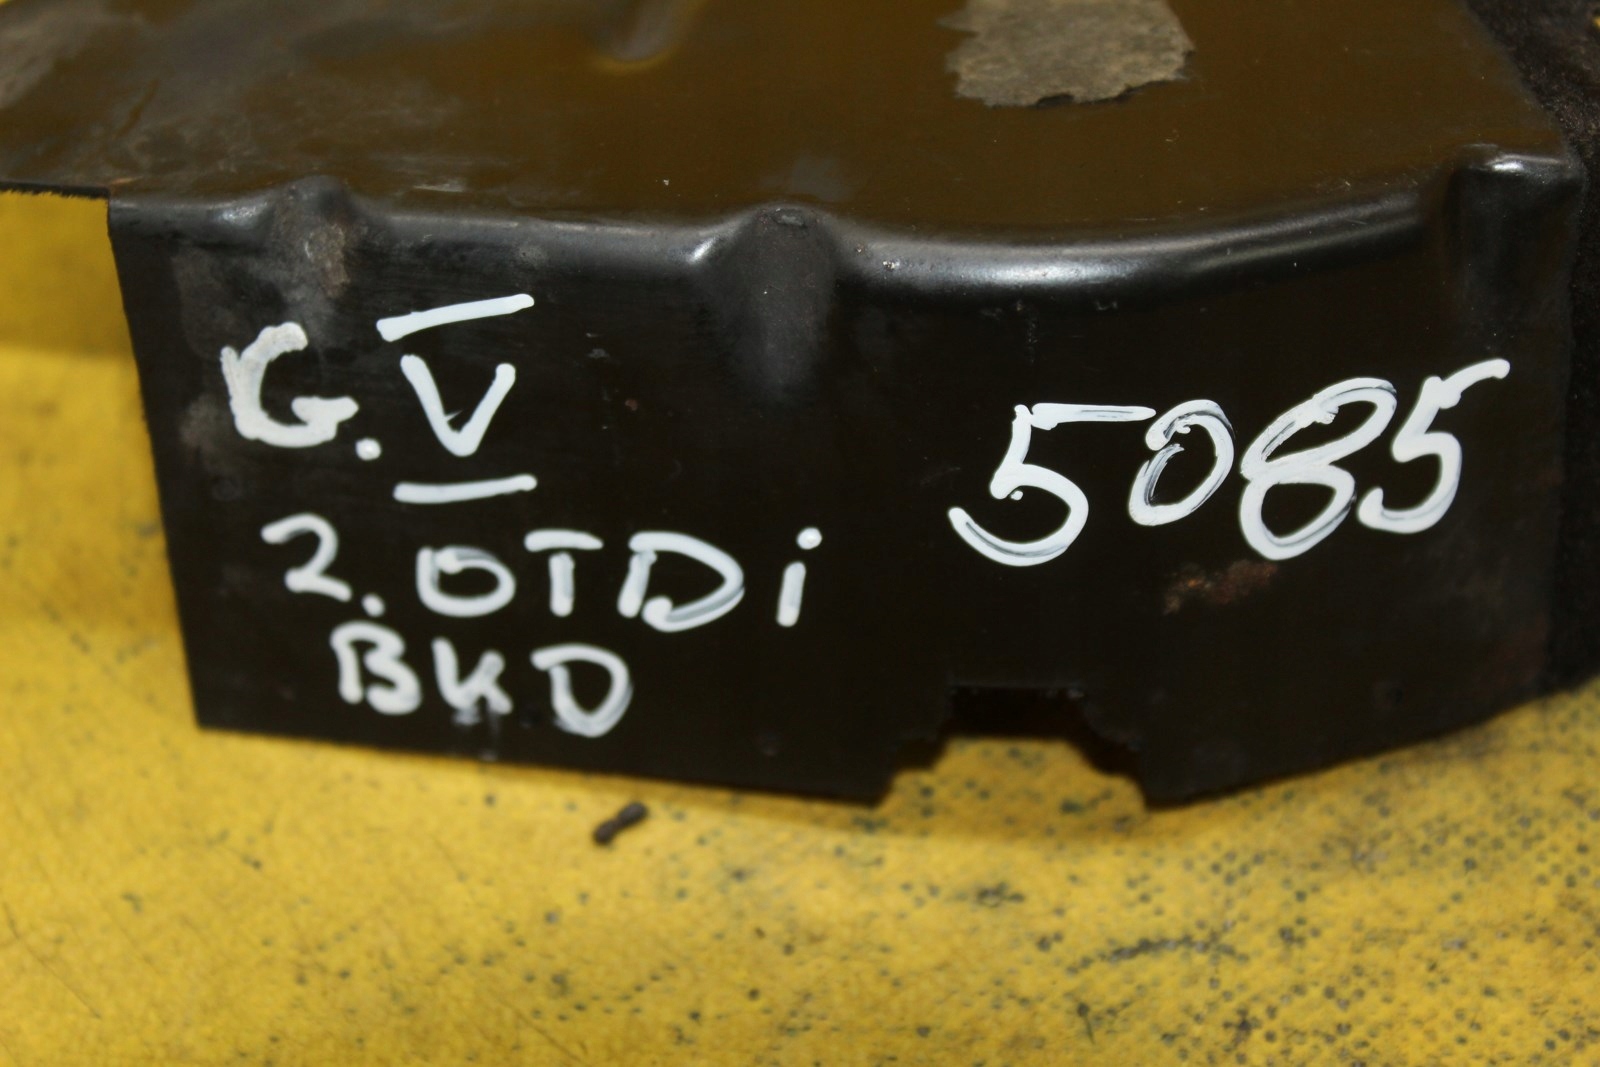 G. V
5085
2.0TDi
BKD